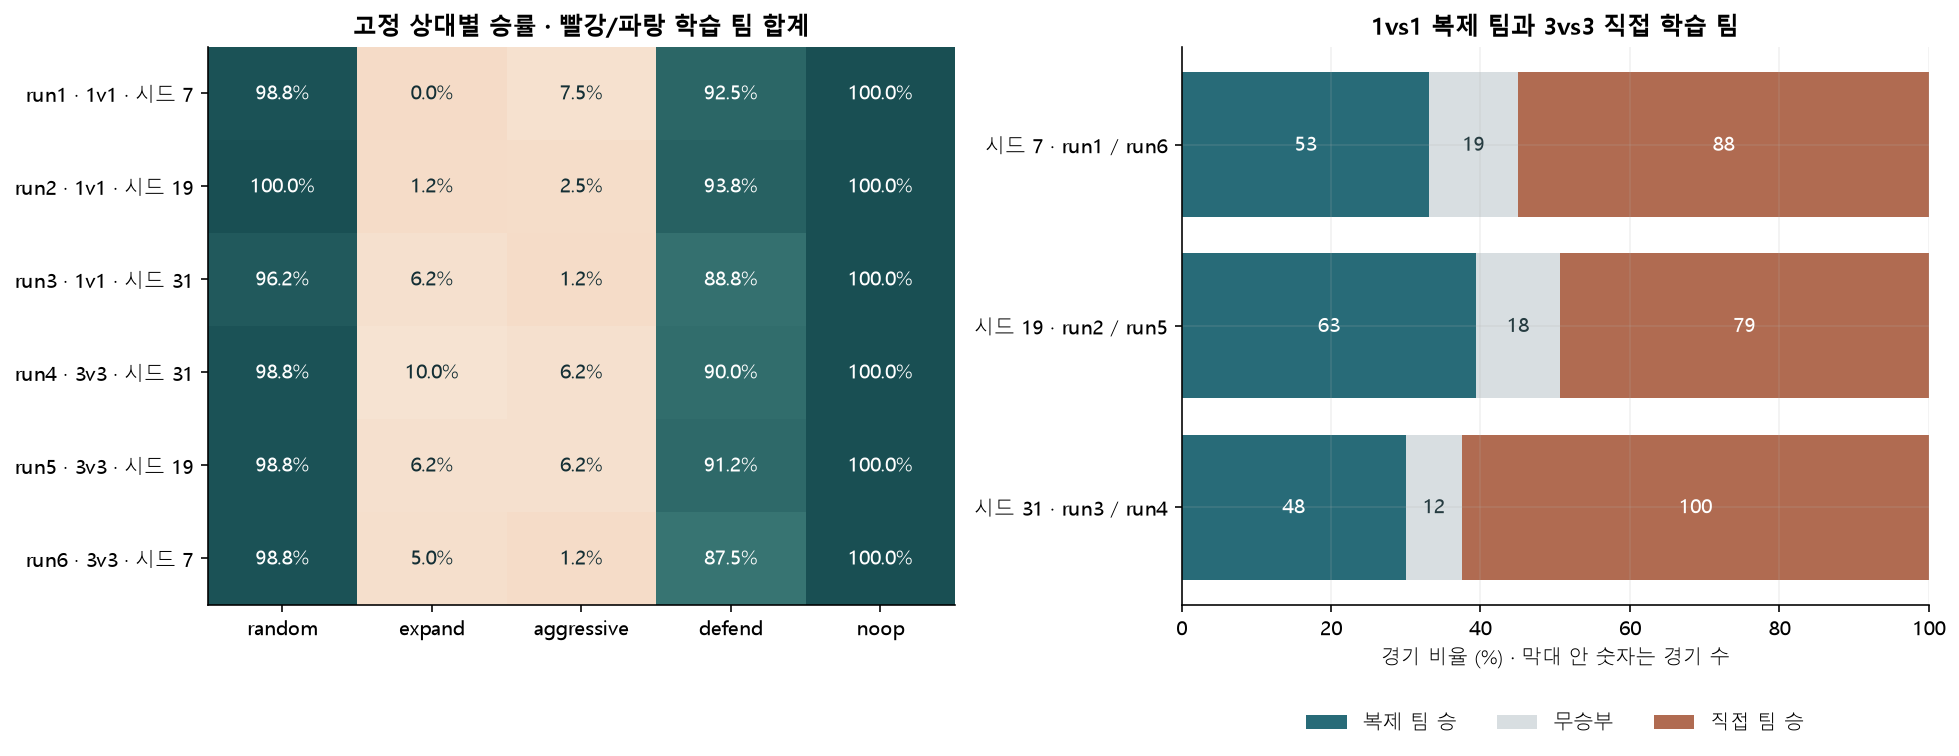 고정 상대별 승률 · 빨강/파랑 학습 팀 합계
run1 · 1v1 · 시드 7 98.8% 0.0% 7.5% 92.5% 100.0%
run2 · 1v1 · 시드 19 100.0% 1.2% 2.5% 93.8% 100.0%
run3 · 1v1 · 시드 31 96.2% 6.2% 1.2% 88.8% 100.0%
run4 · 3v3 · 시드 31 98.8% 10.0% 6.2% 90.0% 100.0%
run5 · 3v3 · 시드 19 98.8% 6.2% 6.2% 91.2% 100.0%
run6 · 3v3 · 시드 7 98.8% 5.0% 1.2% 87.5% 100.0%
random expand aggressive defend noop
1vs1 복제 팀과 3vs3 직접 학습 팀
시드 7 · run1 / run6 53 19 88
시드 19 · run2 / run5 63 18 79
시드 31 · run3 / run4 48 12 100
0 20 40 60 80 100
경기 비율 (%) · 막대 안 숫자는 경기 수
복제 팀 승 무승부 직접 팀 승